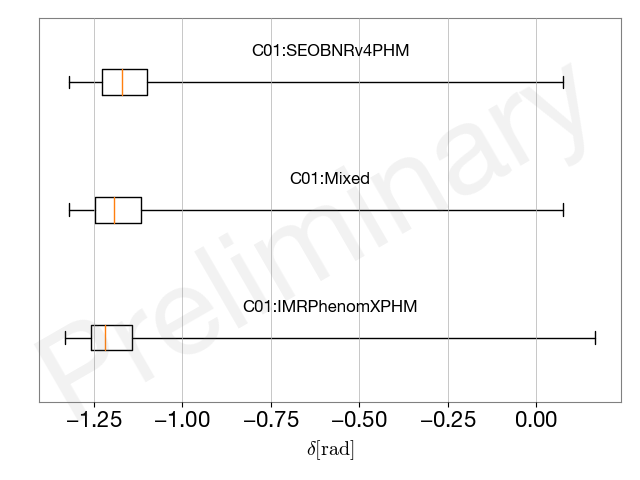 C01:SEOBNRv4PHM
C01:Mixed
C01:IMRPhenomXPHM
Preliminary
−1.25 −1.00 −0.75 −0.50 −0.25 0.00
δ[rad]